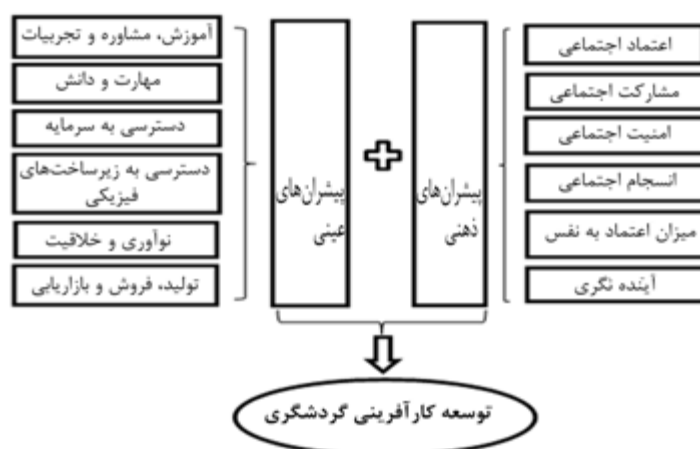 اعتماد اجتماعی
مشارکت اجتماعی
امنیت اجتماعی
انسجام اجتماعی
میزان اعتماد به نفس
آینده نگری
پیشران‌های
ذهنی
پیشران‌های
عینی
آموزش، مشاوره و تجربیات
مهارت و دانش
دسترسی به سرمایه
دسترسی به زیرساخت‌های
فیزیکی
نوآوری و خلاقیت
تولید، فروش و بازاریابی
توسعه کارآفرینی گردشگری